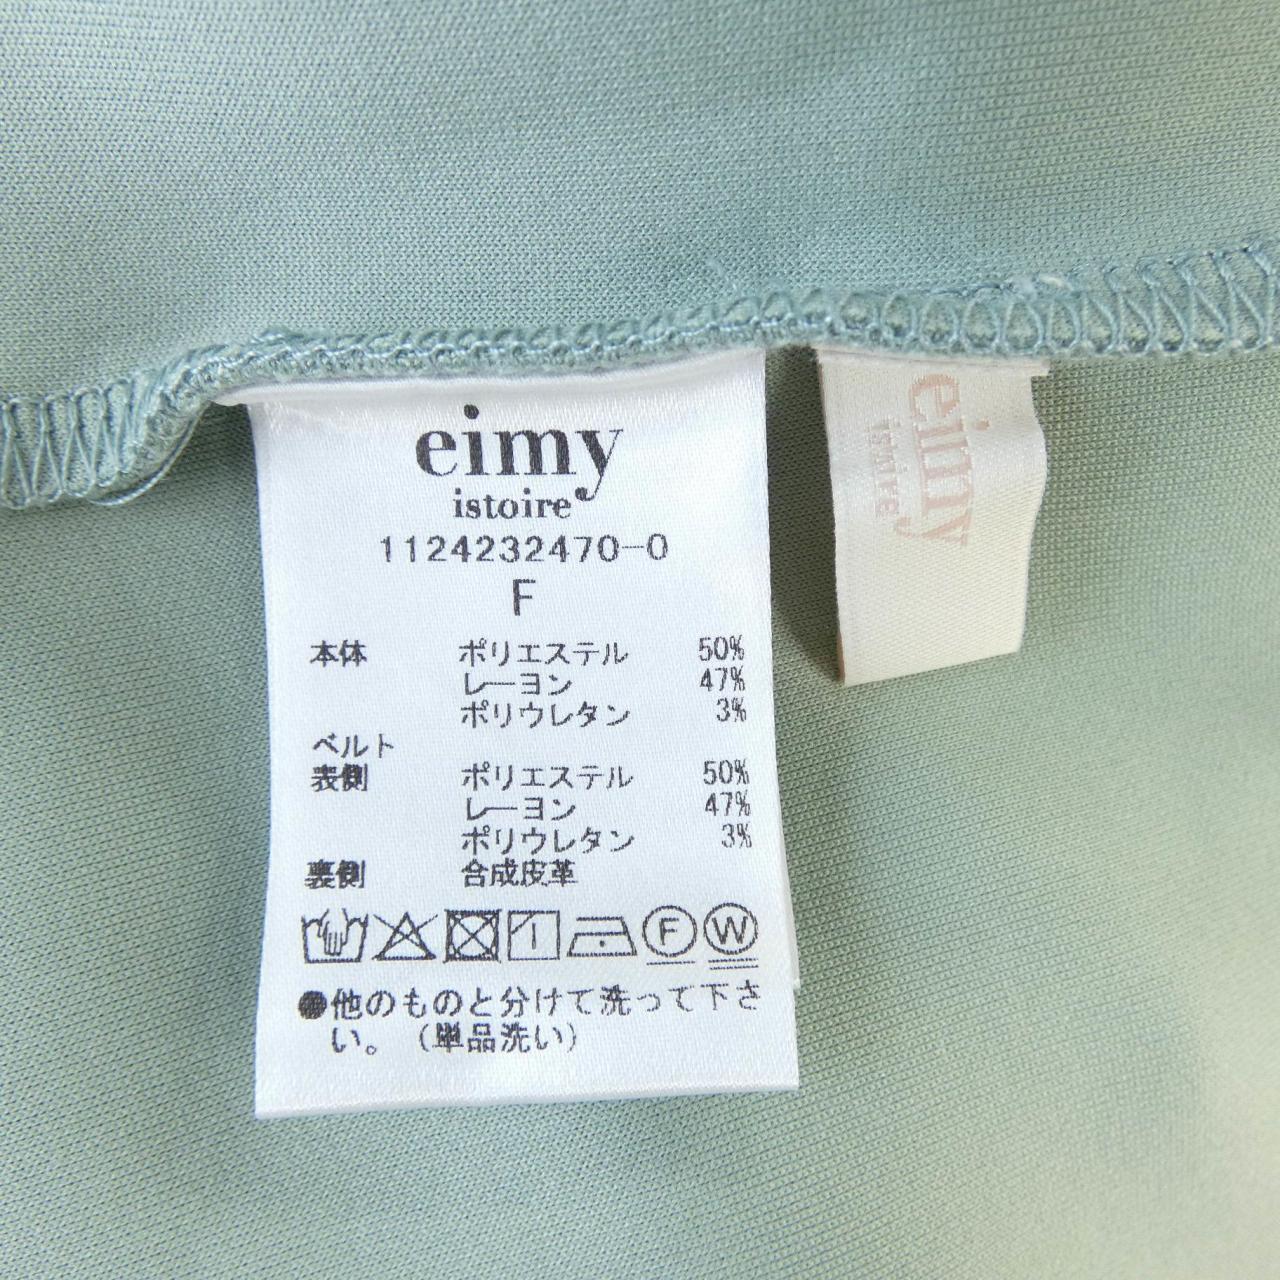 eimy
istoire
1124232470-0
F
本体 ポリエステル 50%
レーヨン 47%
ポリウレタン 3%
ベルト
表側 ポリエステル 50%
レーヨン 47%
ポリウレタン 3%
裏側 合成皮革
F W
●他のものと分けて洗って下さ
い。（単品洗い）
eimy
istoire